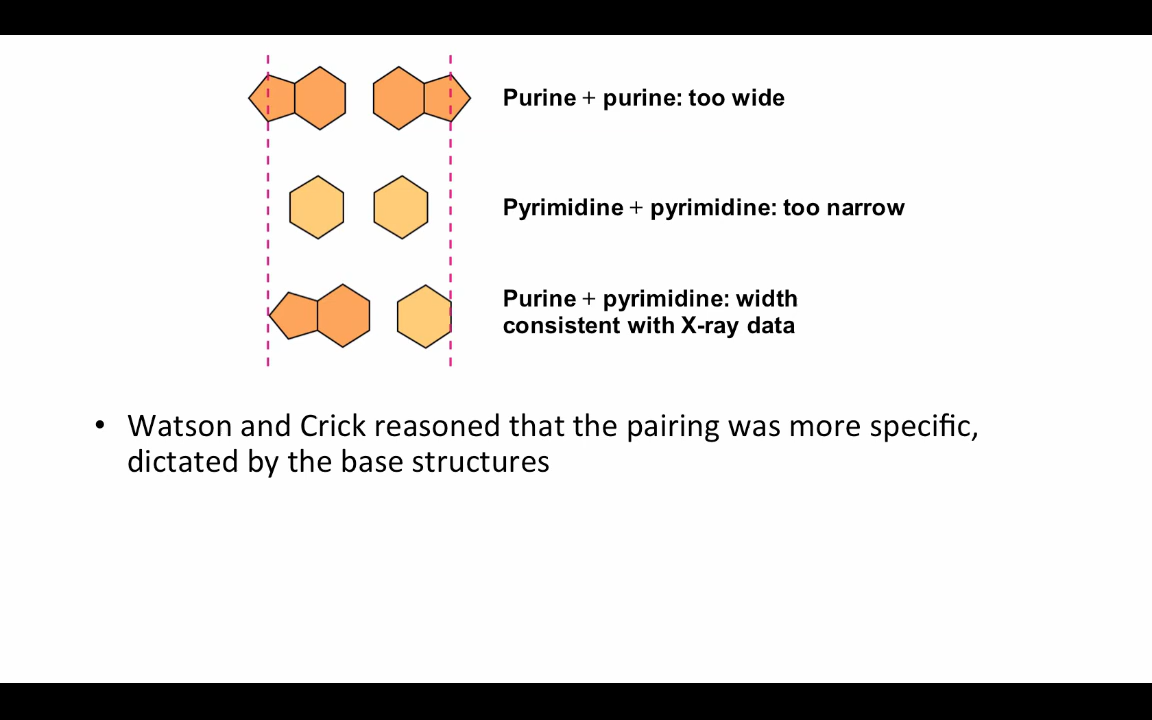 Purine + purine: too wide
Pyrimidine + pyrimidine: too narrow
Purine + pyrimidine: width
consistent with X-ray data
• Watson and Crick reasoned that the pairing was more specific,
dictated by the base structures